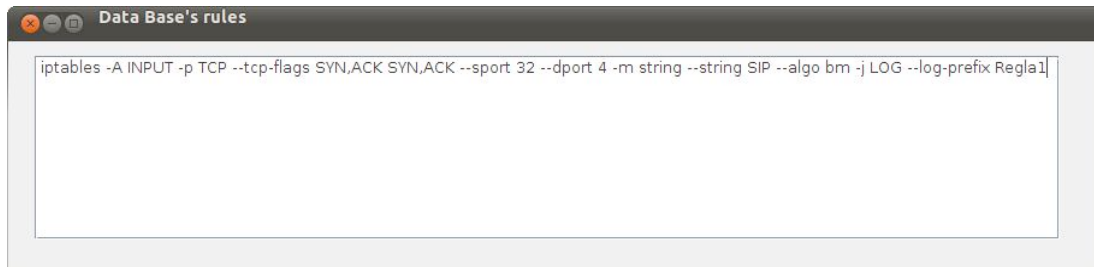 Data Base's rules
iptables -A INPUT -p TCP --tcp-flags SYN,ACK SYN,ACK --sport 32 --dport 4 -m string --string SIP --algo bm -j LOG --log-prefix Regla1